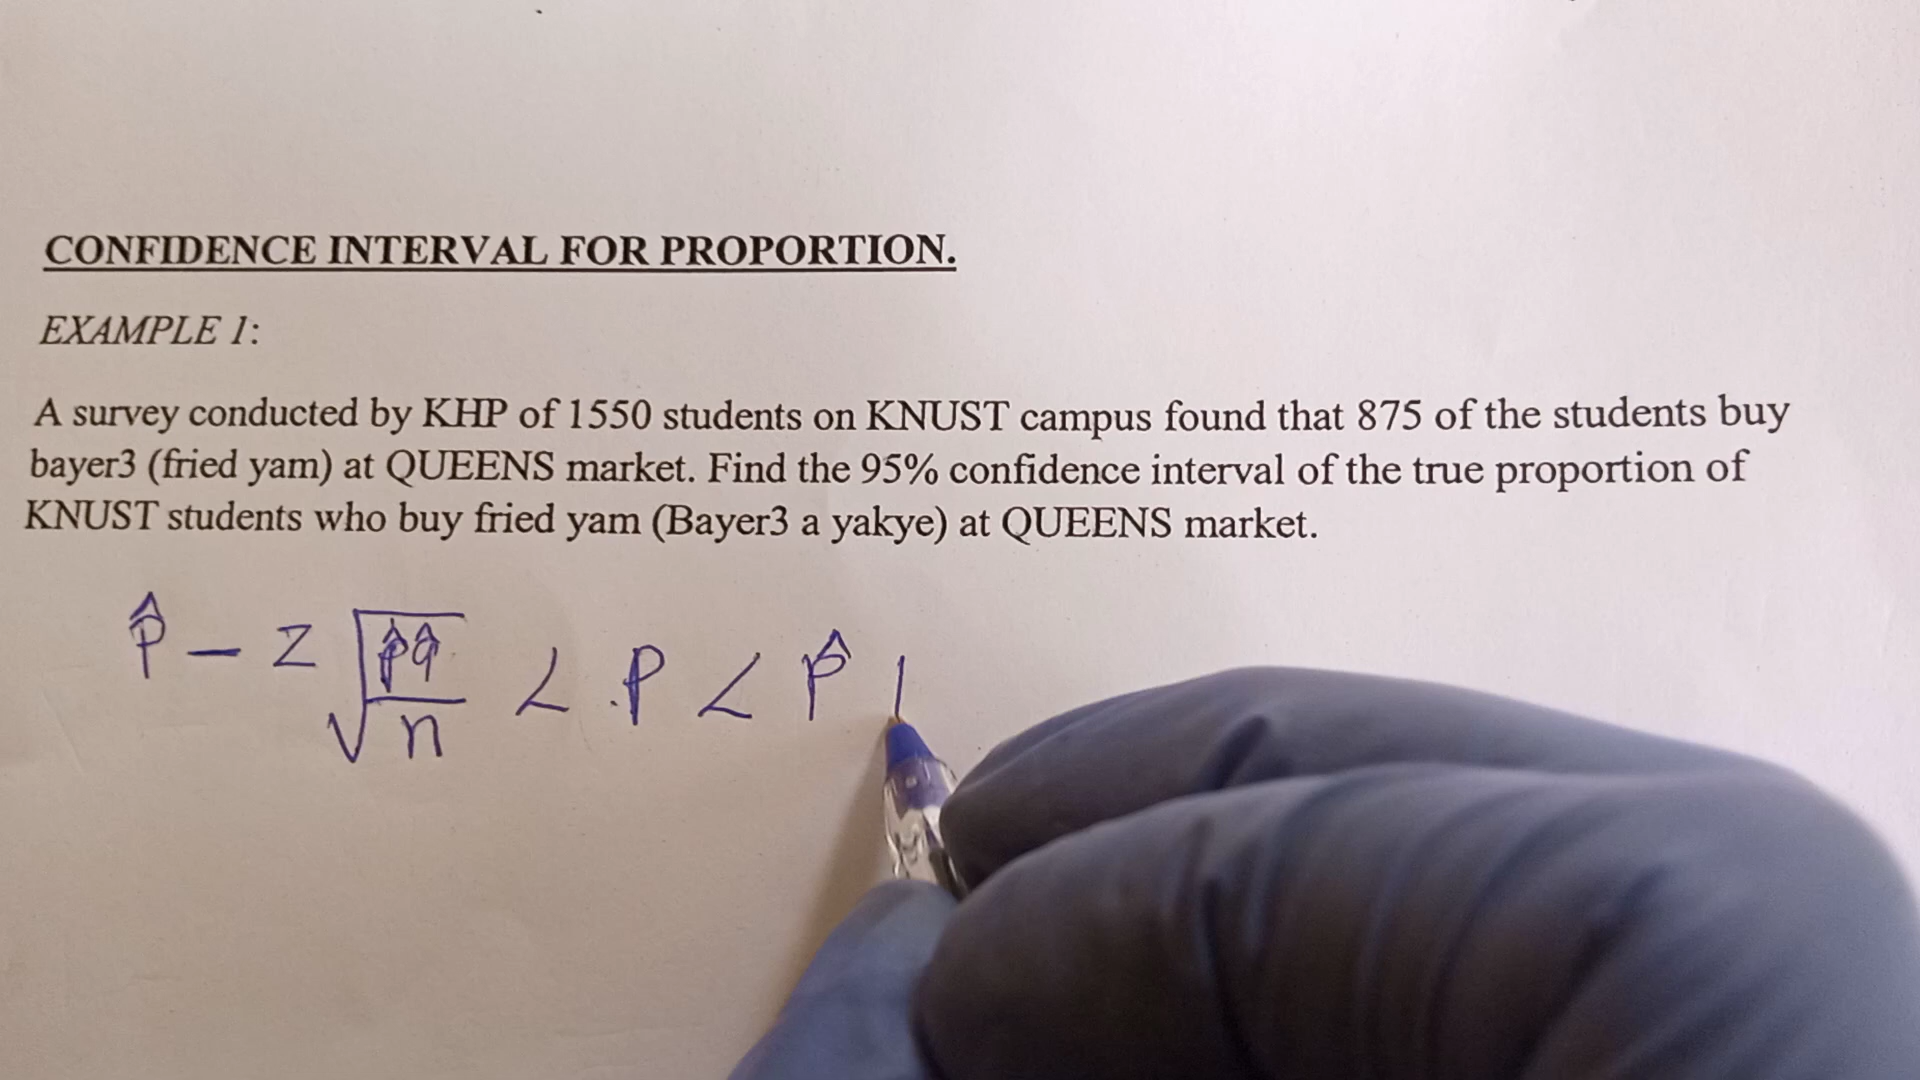 CONFIDENCE INTERVAL FOR PROPORTION.
EXAMPLE 1:
A survey conducted by KHP of 1550 students on KNUST campus found that 875 of the students buy
bayer3 (fried yam) at QUEENS market. Find the 95% confidence interval of the true proportion of
KNUST students who buy fried yam (Bayer3 a yakye) at QUEENS market.
p̂ - z √(p̂q̂/n) < p < p̂ |